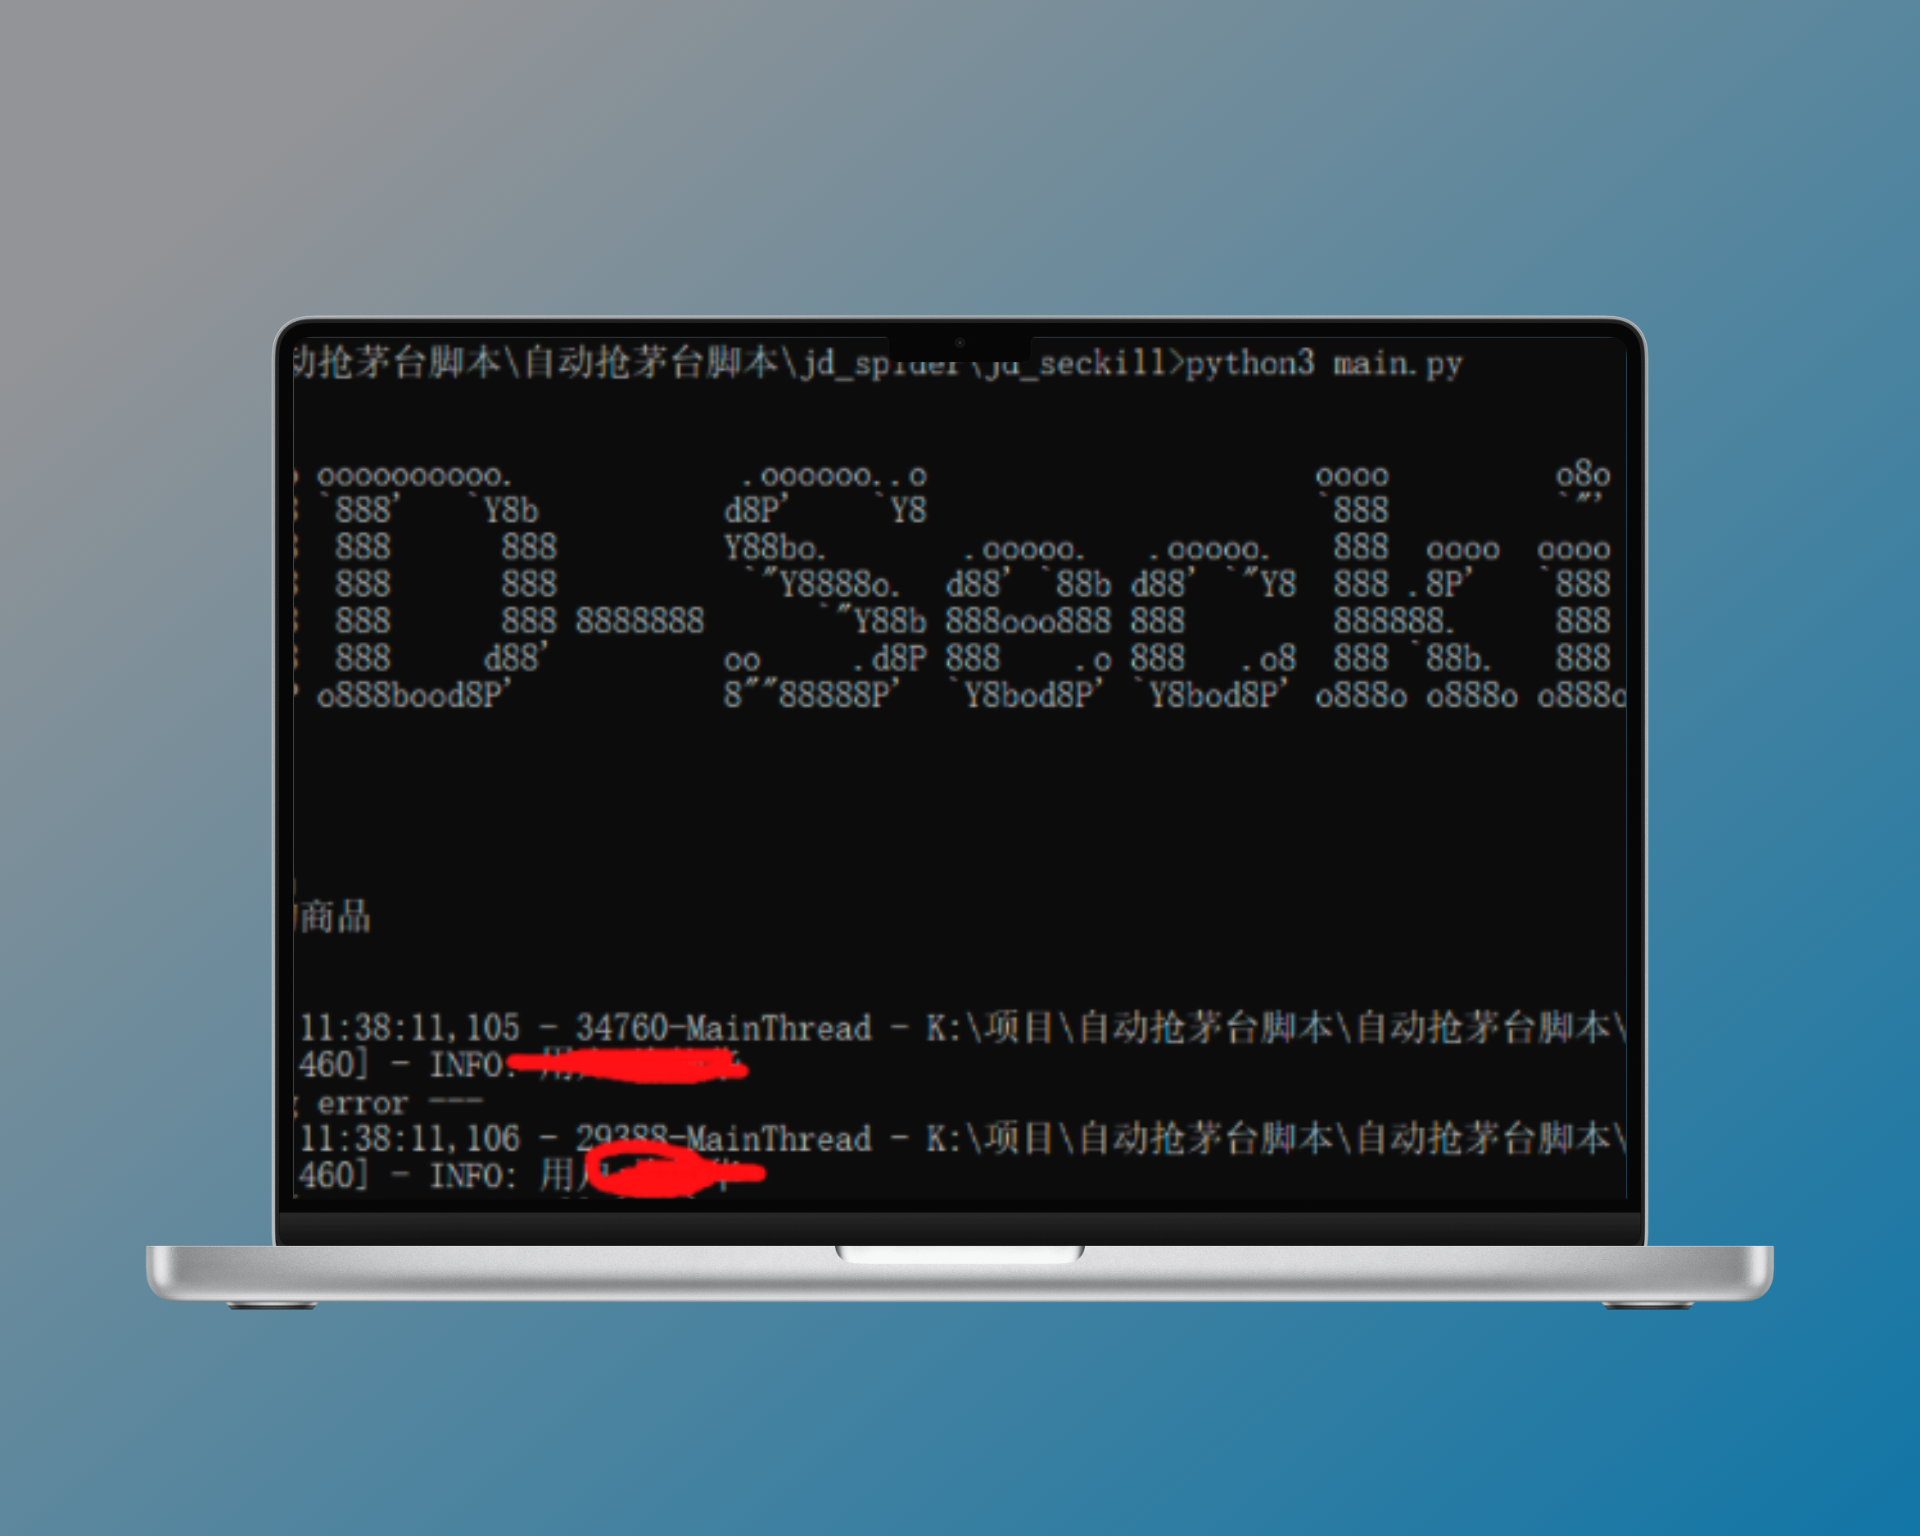 动抢茅台脚本\自动抢茅台脚本\jd_spider\jd_seckill>python3 main.py
oooooooooo. .oooooo..o oooo o8o
`888' `Y8b d8P' `Y8 `888 `"'
888 888 Y88bo. .ooooo. .ooooo. 888 oooo oooo
888 888 `"Y8888o. d88' `88b d88' `"Y8 888 .8P' `888
888 888 8888888 `"Y88b 888ooo888 888 888888. 888
888 d88' oo .d8P 888 .o 888 .o8 888 `88b. 888
o888bood8P' 8""88888P' `Y8bod8P' `Y8bod8P' o888o o888o o888o
商品
11:38:11,105 - 34760-MainThread - K:\项目\自动抢茅台脚本\自动抢茅台脚本\
460] - INFO:
error ---
11:38:11,106 - 29388-MainThread - K:\项目\自动抢茅台脚本\自动抢茅台脚本\
460] - INFO: 用